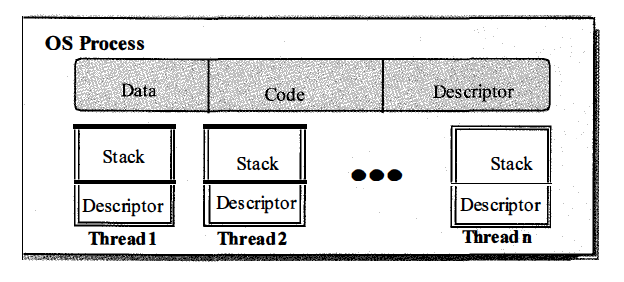 OS Process
Data Code Descriptor
Stack Stack Stack
Descriptor Descriptor Descriptor
Thread 1 Thread 2 Thread n